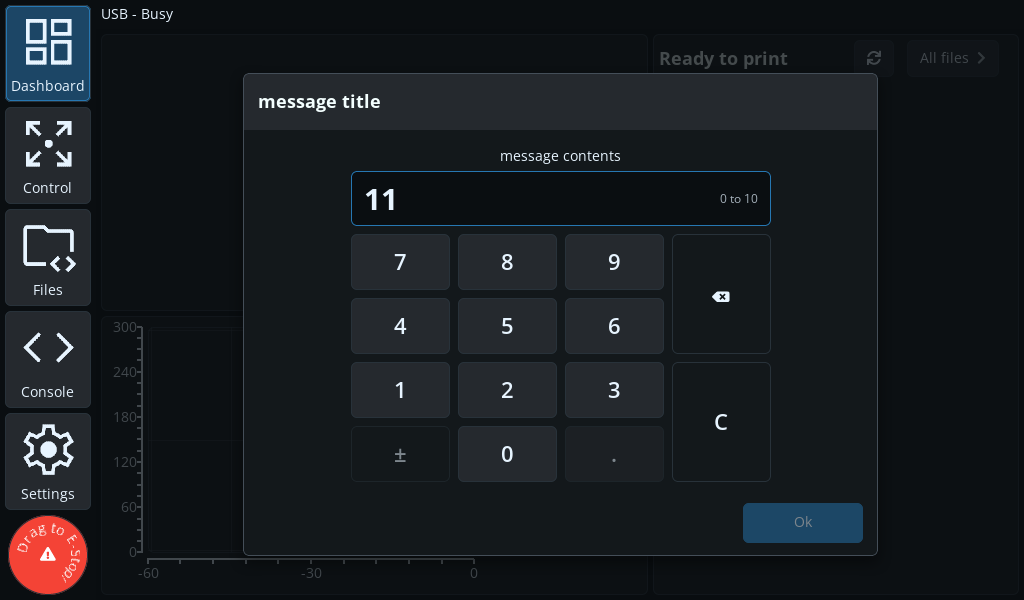 USB - Busy
Dashboard
Control
Files
Console
Settings
Drag to E-Stop!
Ready to print
All files
message title
message contents
11
0 to 10
7 8 9
4 5 6
1 2 3
C
± 0 .
Ok
300
240
180
120
60
0
-60 -30 0